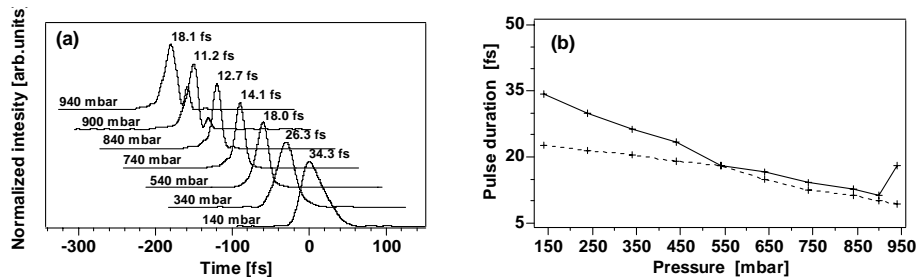 (a)
Normalized intesity [arb.units]
18.1 fs
11.2 fs
12.7 fs
14.1 fs
18.0 fs
26.3 fs
34.3 fs
940 mbar
900 mbar
840 mbar
740 mbar
540 mbar
340 mbar
140 mbar
-300 -200 -100 0 100
Time [fs]
(b)
Pulse duration [fs]
50
35
20
5
150 250 350 450 550 650 750 850 950
Pressure [mbar]